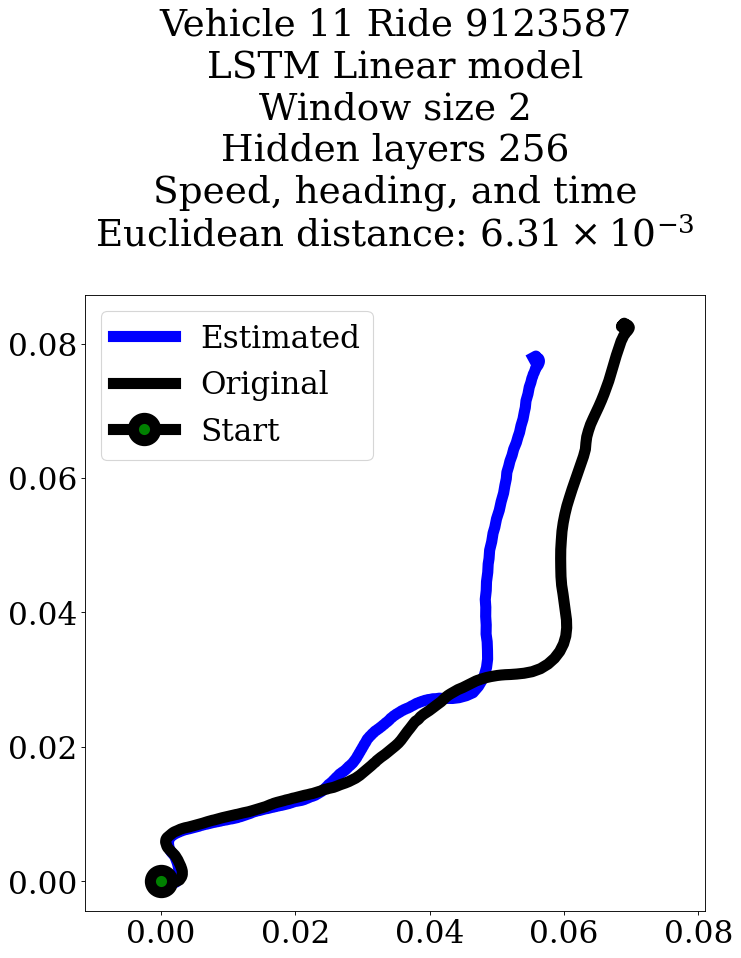 Vehicle 11 Ride 9123587
LSTM Linear model
Window size 2
Hidden layers 256
Speed, heading, and time
Euclidean distance: 6.31 × 10⁻³
Estimated
Original
Start
0.08
0.06
0.04
0.02
0.00
0.00 0.02 0.04 0.06 0.08